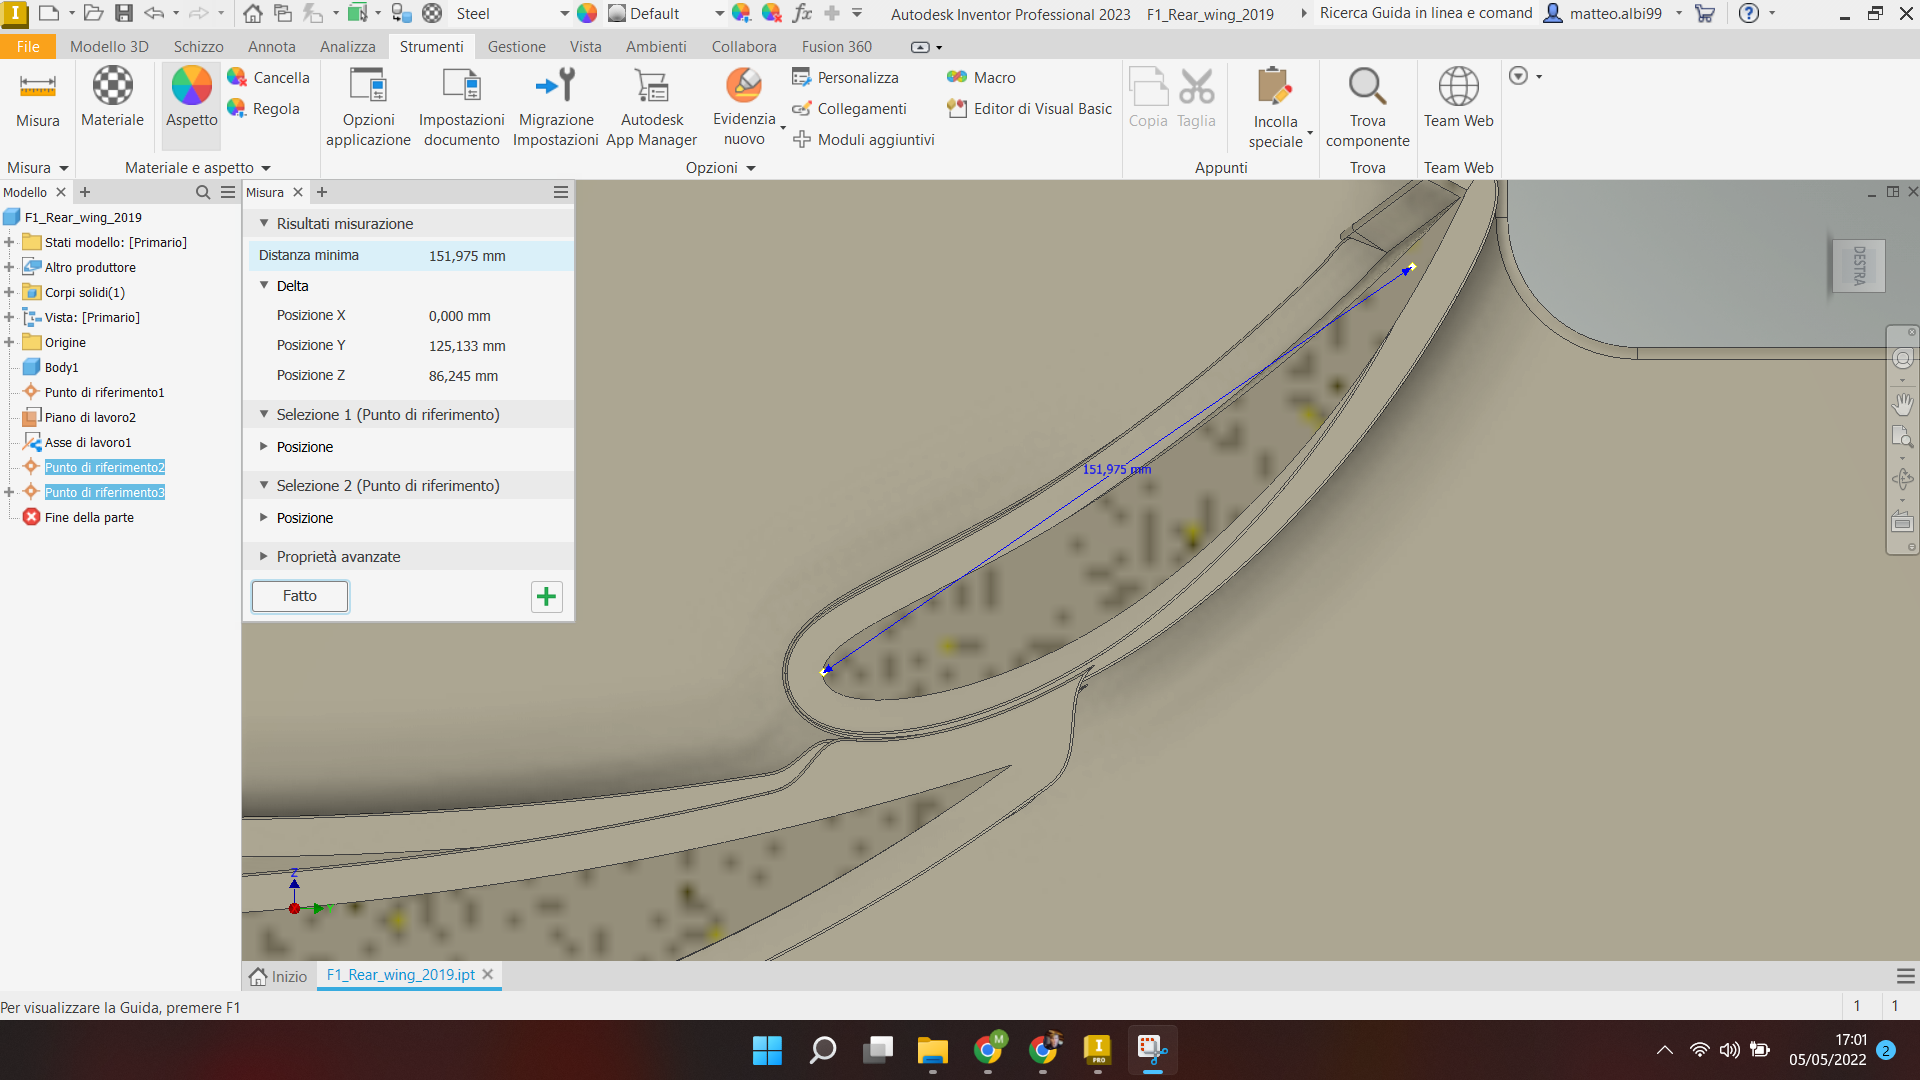 Steel
Default
Autodesk Inventor Professional 2023 F1_Rear_wing_2019
Ricerca Guida in linea e comand
matteo.albi99
File
Modello 3D
Schizzo
Annota
Analizza
Strumenti
Gestione
Vista
Ambienti
Collabora
Fusion 360
Misura
Materiale
Aspetto
Cancella
Regola
Opzioni
applicazione
Impostazioni
documento
Migrazione
Impostazioni
Autodesk
App Manager
Evidenzia
nuovo
Personalizza
Collegamenti
Moduli aggiuntivi
Macro
Editor di Visual Basic
Copia
Taglia
Incolla
speciale
Trova
componente
Team Web
Misura
Materiale e aspetto
Opzioni
Appunti
Trova
Team Web
Modello
F1_Rear_wing_2019
Stati modello: [Primario]
Altro produttore
Corpi solidi(1)
Vista: [Primario]
Origine
Body1
Punto di riferimento1
Piano di lavoro2
Asse di lavoro1
Punto di riferimento2
Punto di riferimento3
Fine della parte
Misura
Risultati misurazione
Distanza minima 151,975 mm
Delta
Posizione X 0,000 mm
Posizione Y 125,133 mm
Posizione Z 86,245 mm
Selezione 1 (Punto di riferimento)
Posizione
Selezione 2 (Punto di riferimento)
Posizione
Proprietà avanzate
Fatto
DESTRA
151,975 mm
Z
Y
Inizio
F1_Rear_wing_2019.ipt
Per visualizzare la Guida, premere F1
1
1
M
I
PRO
17:01
05/05/2022
2